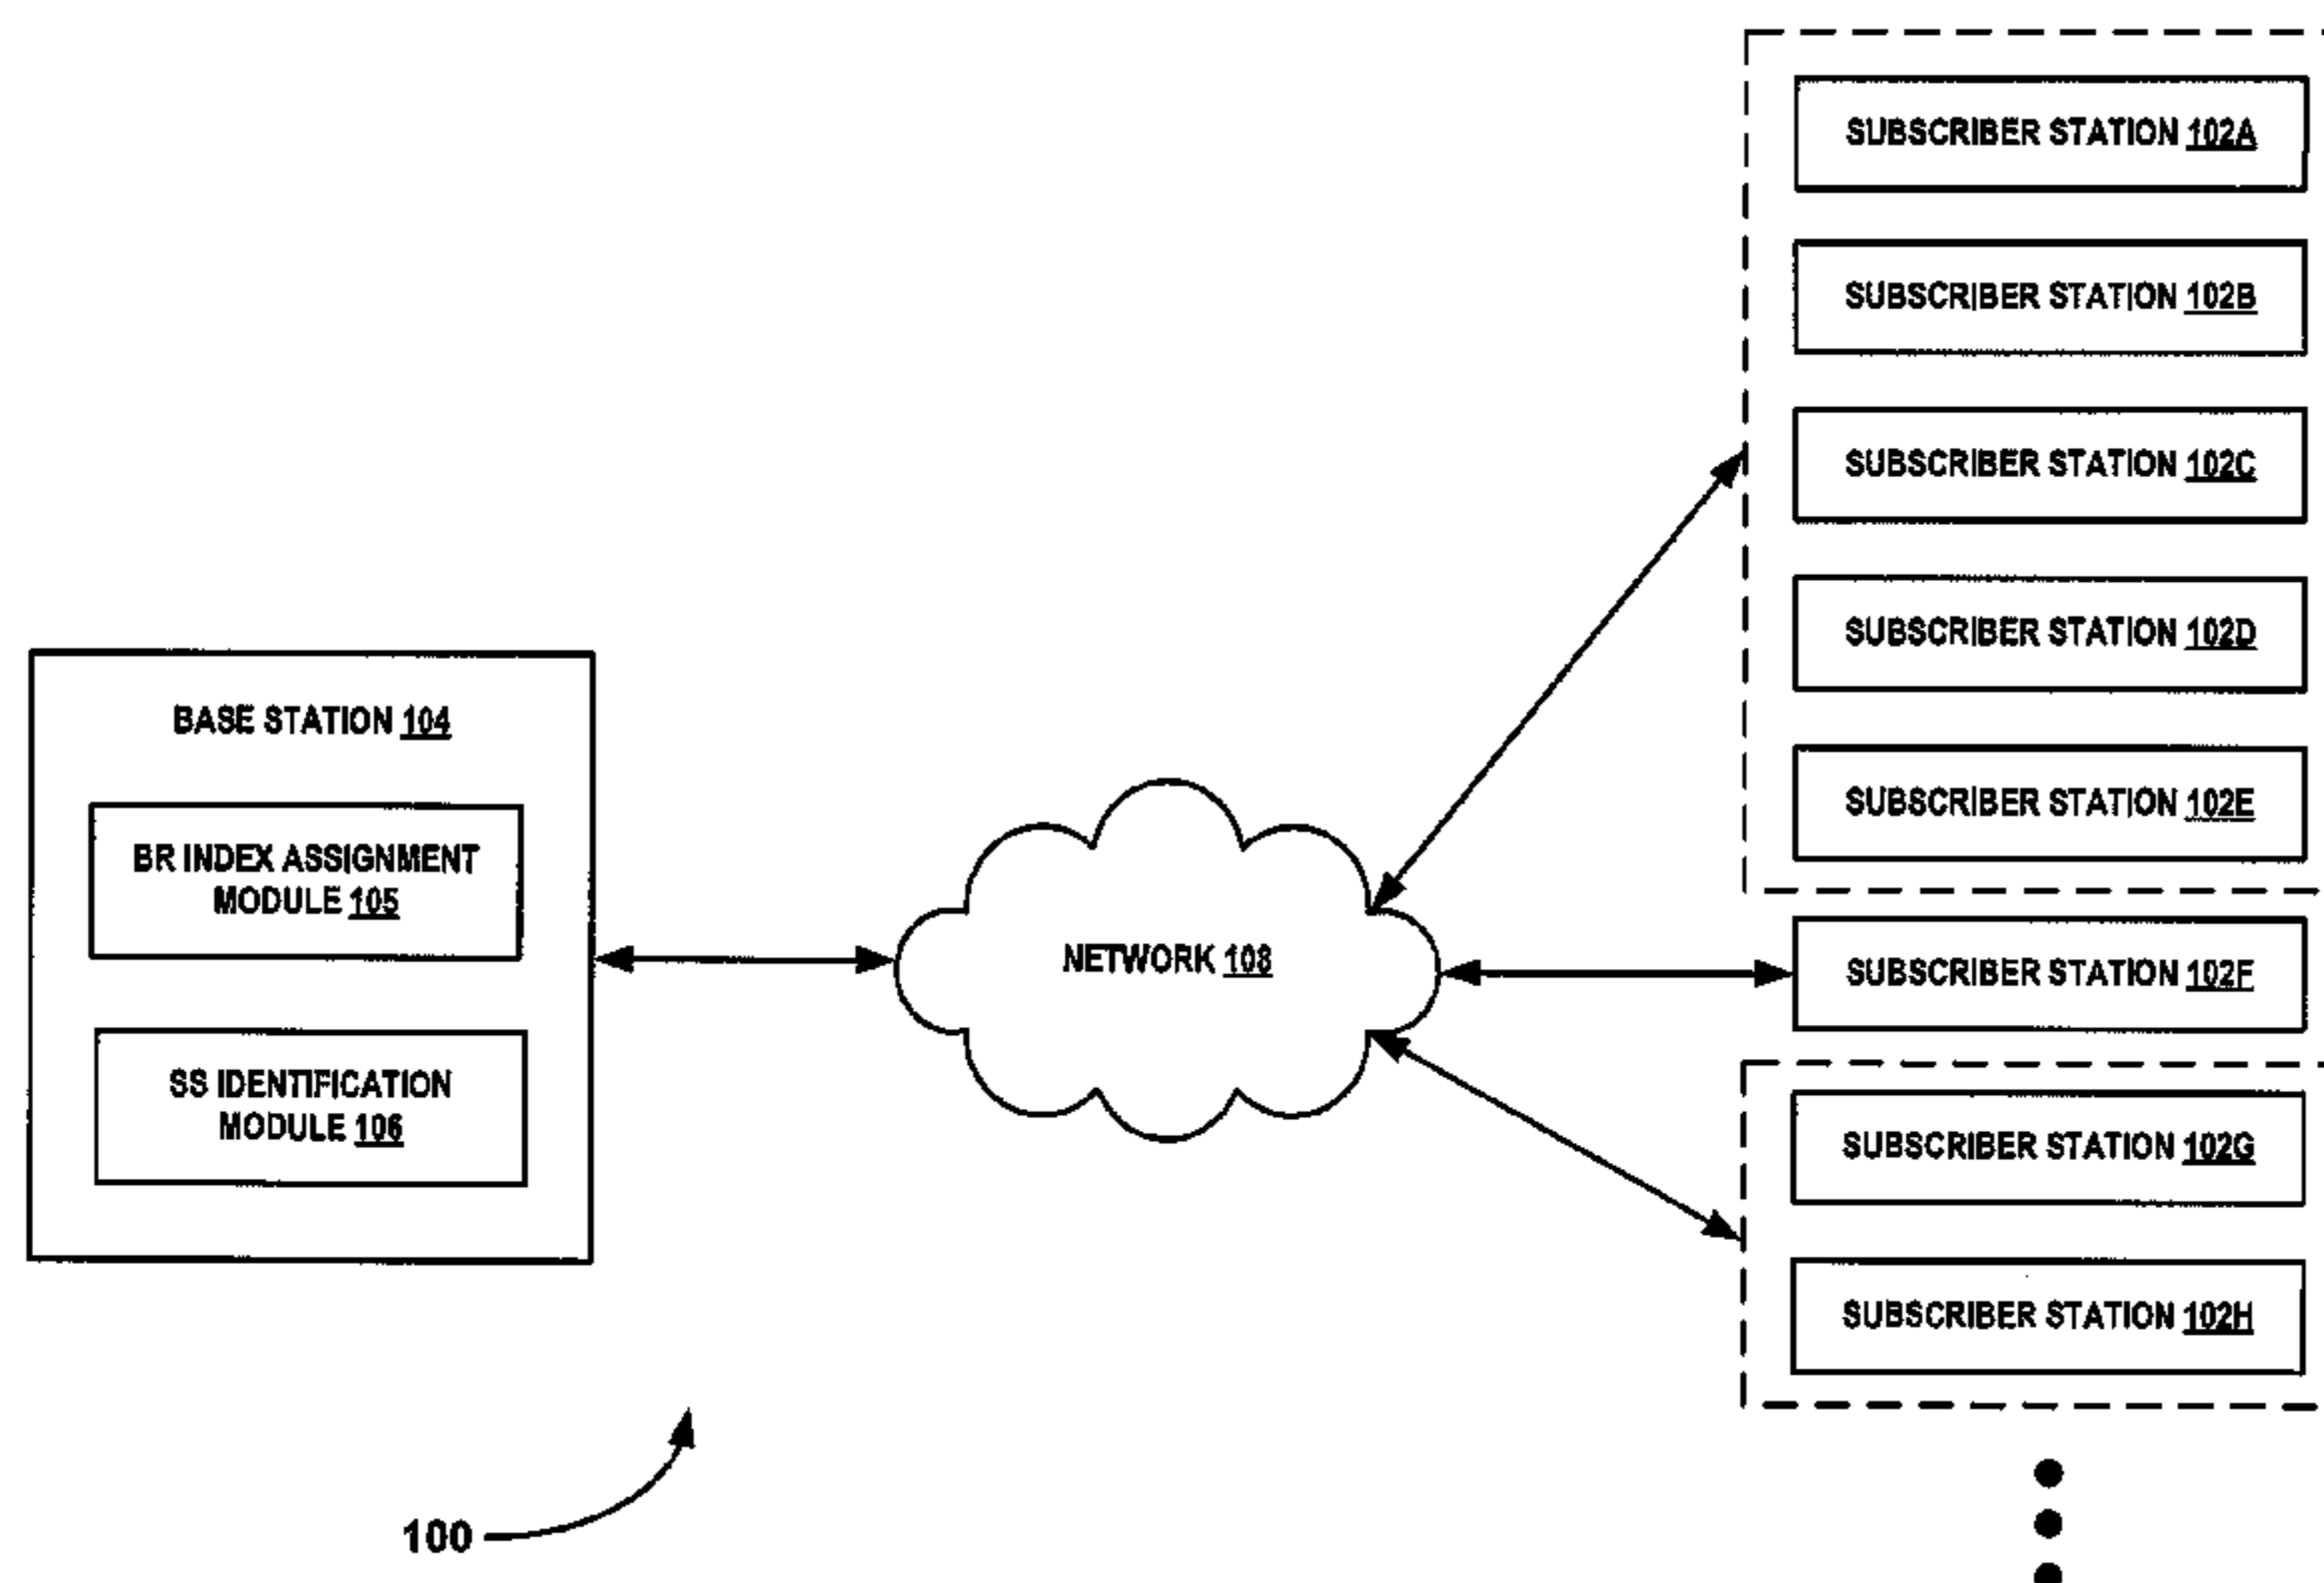 SUBSCRIBER STATION 102A
SUBSCRIBER STATION 102B
SUBSCRIBER STATION 102C
SUBSCRIBER STATION 102D
SUBSCRIBER STATION 102E
SUBSCRIBER STATION 102F
SUBSCRIBER STATION 102G
SUBSCRIBER STATION 102H
BASE STATION 104
BR INDEX ASSIGNMENT
MODULE 105
SS IDENTIFICATION
MODULE 106
NETWORK 108
100